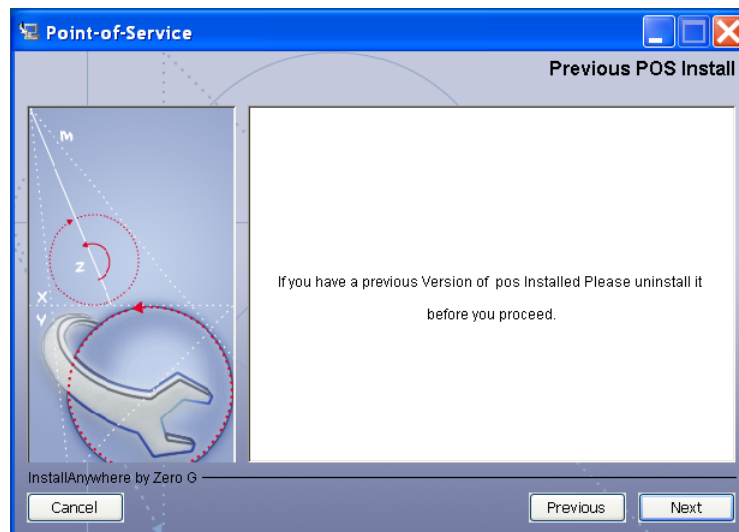 Point-of-Service
Previous POS Install
M
Z
X
Y
If you have a previous Version of pos Installed Please uninstall it
before you proceed.
InstallAnywhere by Zero G
Cancel
Previous
Next